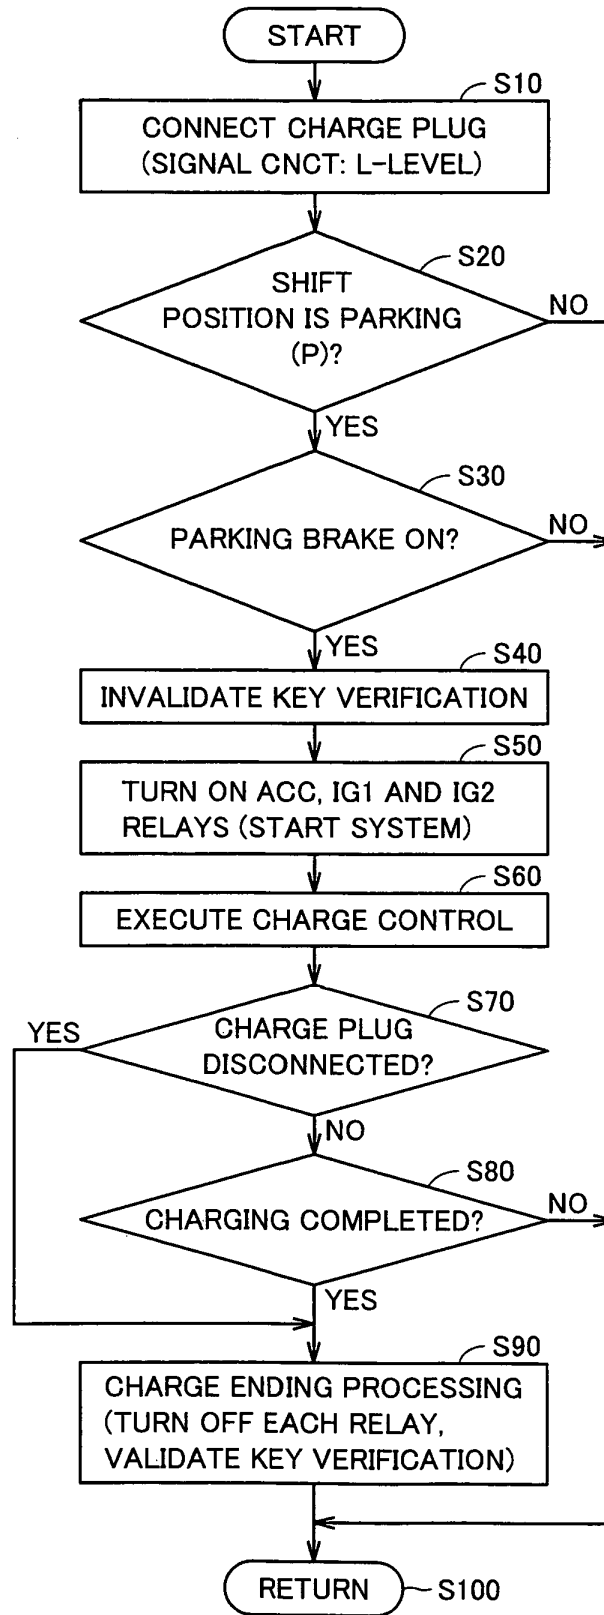 START
S10
CONNECT CHARGE PLUG
(SIGNAL CNCT: L-LEVEL)
S20
SHIFT
POSITION IS PARKING
(P)?
NO
YES
S30
PARKING BRAKE ON?
NO
YES
S40
INVALIDATE KEY VERIFICATION
S50
TURN ON ACC, IG1 AND IG2
RELAYS (START SYSTEM)
S60
EXECUTE CHARGE CONTROL
S70
YES
CHARGE PLUG
DISCONNECTED?
NO
S80
CHARGING COMPLETED?
NO
YES
S90
CHARGE ENDING PROCESSING
(TURN OFF EACH RELAY,
VALIDATE KEY VERIFICATION)
RETURN
S100